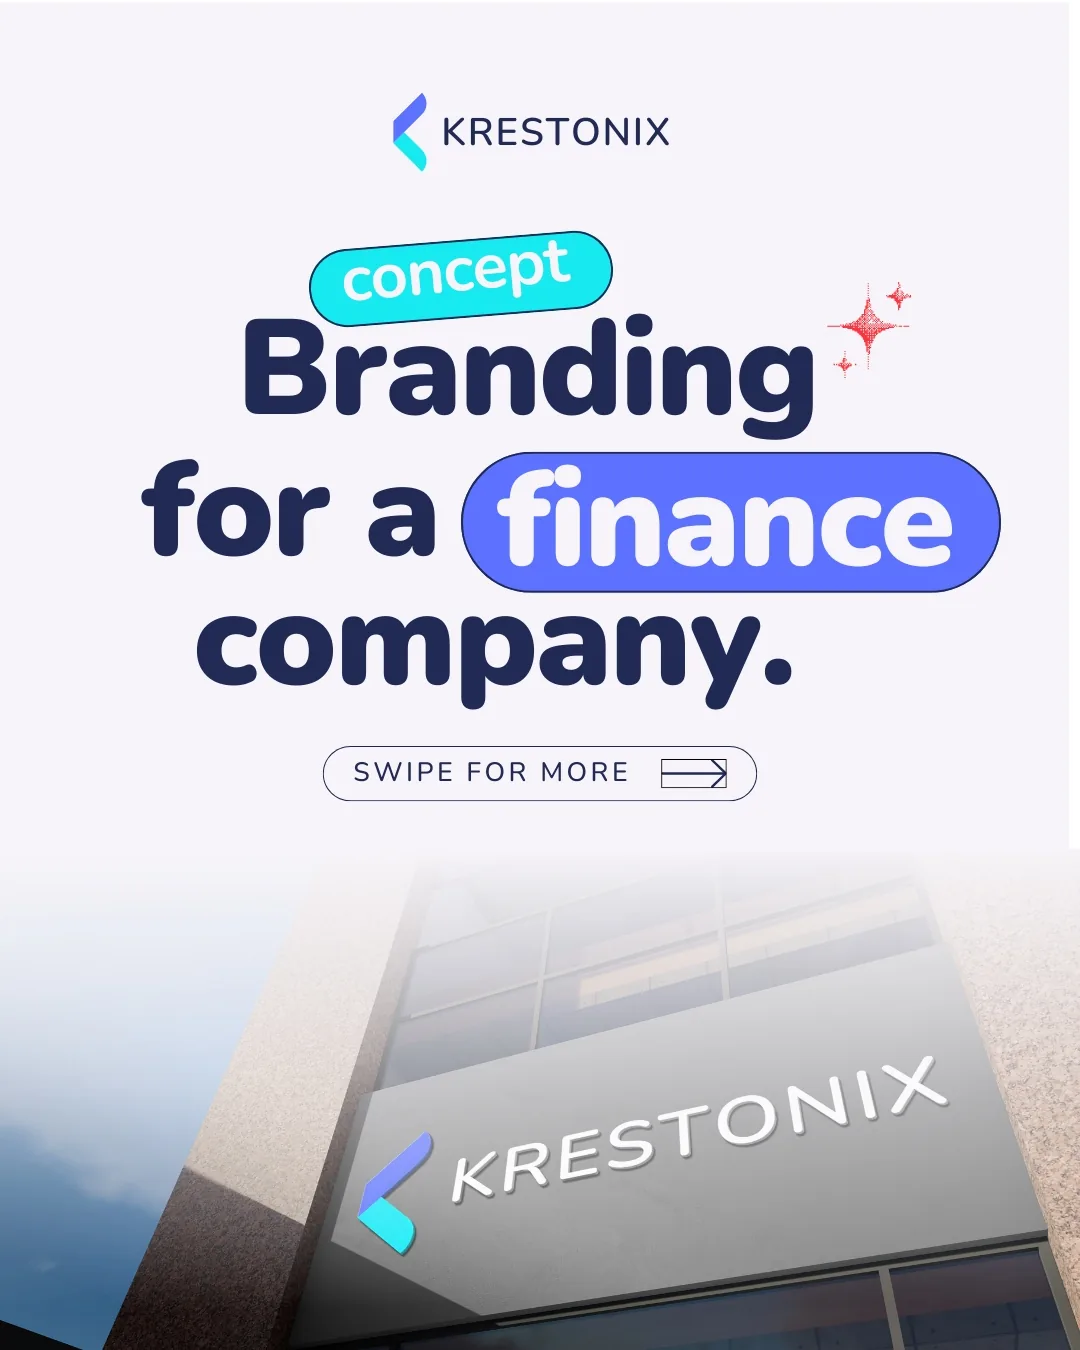 KRESTONIX
concept
Branding
for a finance
company.
SWIPE FOR MORE
KRESTONIX